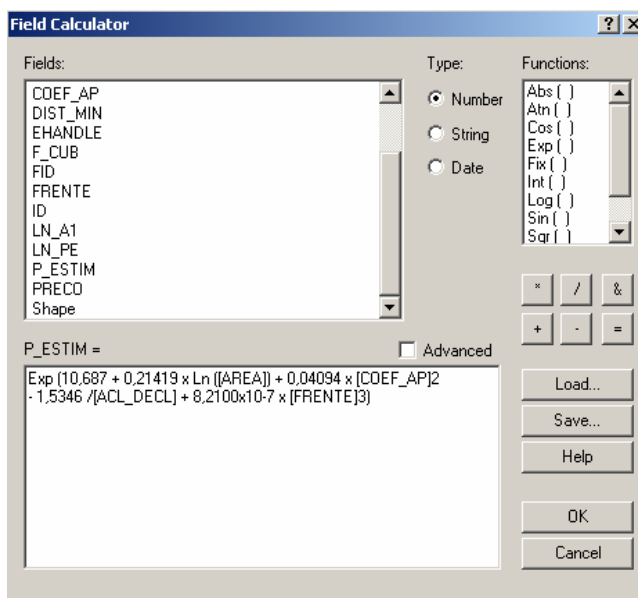 Field Calculator
Fields:
COEF_AP
DIST_MIN
EHANDLE
F_CUB
FID
FRENTE
ID
LN_A1
LN_PE
P_ESTIM
PRECO
Shape
Type:
Number
String
Date
Functions:
Abs ( )
Atn ( )
Cos ( )
Exp ( )
Fix ( )
Int ( )
Log ( )
Sin ( )
Sqr ( )
* / &
+ - =
P_ESTIM =
Advanced
Exp (10,687 + 0,21419 x Ln ([AREA]) + 0,04094 x [COEF_AP]2
- 1,5346 /[ACL_DECL] + 8,2100x10-7 x [FRENTE]3)
Load...
Save...
Help
OK
Cancel